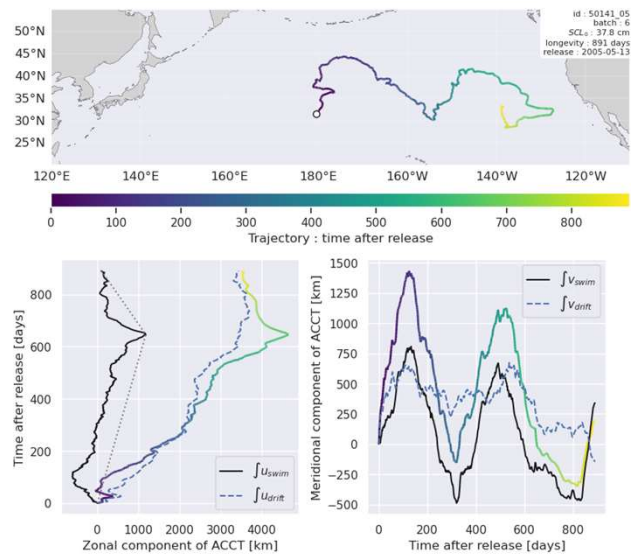 id : 50141_05
batch : 6
SCL₀ : 37.8 cm
longevity : 891 days
release : 2005-05-13
55°N
50°N
45°N
40°N
35°N
30°N
25°N
120°E 140°E 160°E 180° 160°W 140°W 120°W
0 100 200 300 400 500 600 700 800
Trajectory : time after release
Time after release [days]
800
600
400
200
0
∫u_swim
∫u_drift
0 1000 2000 3000 4000
Zonal component of ACCT [km]
Meridional component of ACCT [km]
1500
1250
1000
750
500
250
0
−250
−500
∫v_swim
∫v_drift
0 200 400 600 800
Time after release [days]